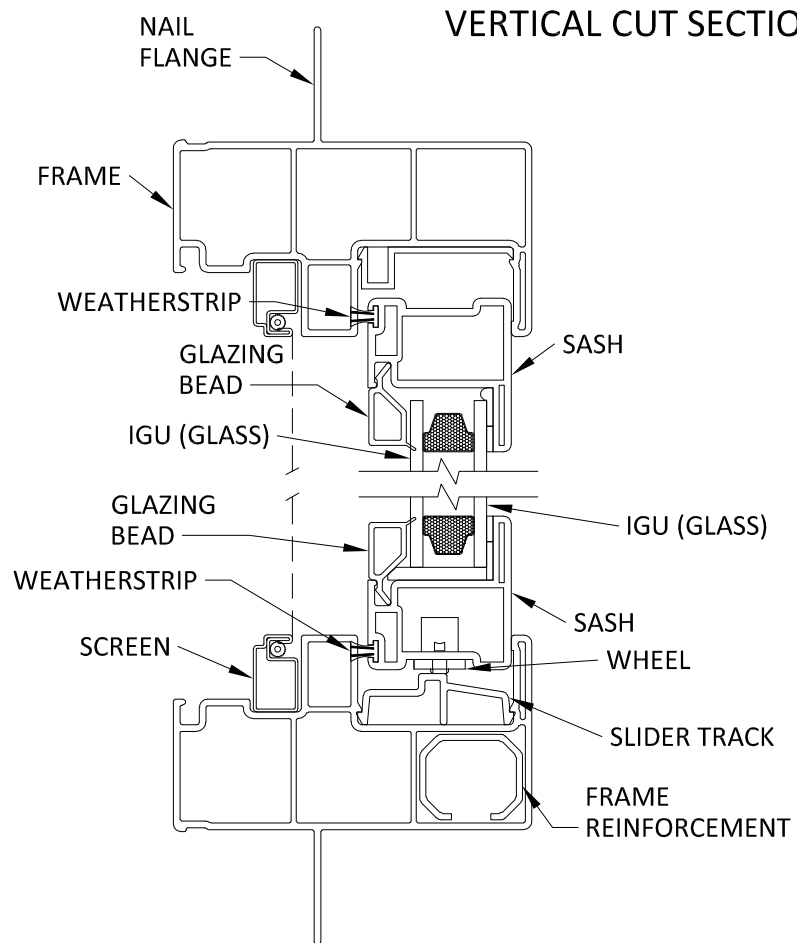 VERTICAL CUT SECTIO
NAIL
FLANGE
FRAME
WEATHERSTRIP
SASH
GLAZING
BEAD
IGU (GLASS)
GLAZING
BEAD
IGU (GLASS)
WEATHERSTRIP
SASH
SCREEN
WHEEL
SLIDER TRACK
FRAME
REINFORCEMENT